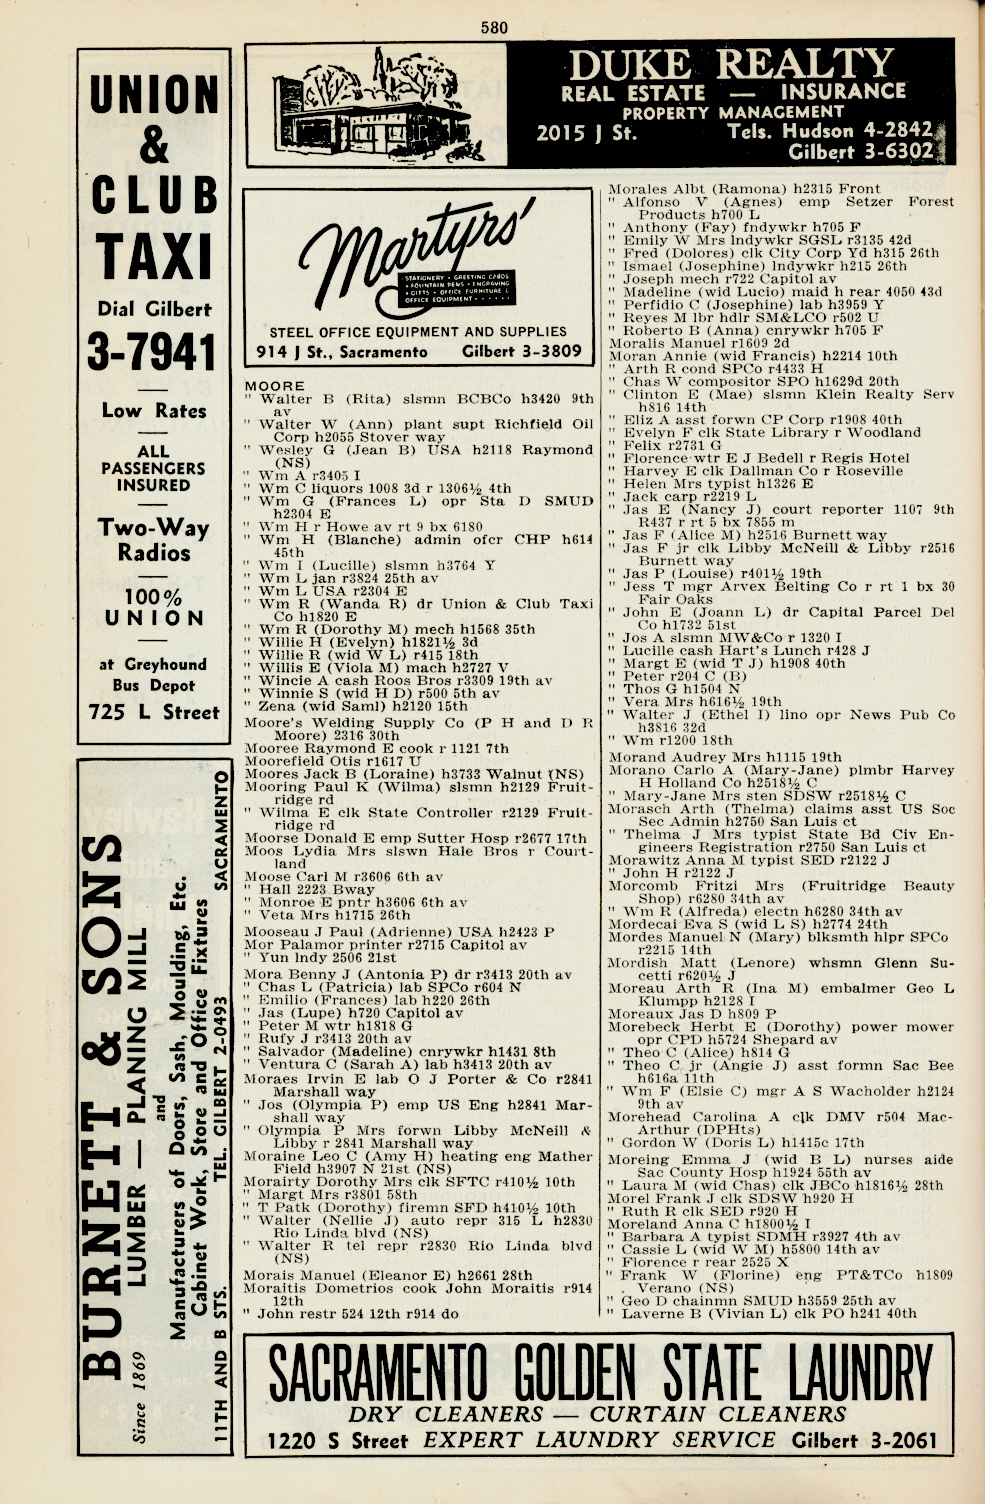 580
UNION
&
CLUB
TAXI
Dial Gilbert
3-7941
Low Rates
ALL
PASSENGERS
INSURED
Two-Way
Radios
100%
UNION
at Greyhound
Bus Depot
725 L Street
BURNETT & SONS
Since 1869
LUMBER — PLANING MILL
and
Manufacturers of Doors, Sash, Moulding, Etc.
Cabinet Work, Store and Office Fixtures
11TH AND B STS. TEL. GILBERT 2-0493 SACRAMENTO
DUKE REALTY
REAL ESTATE — INSURANCE
PROPERTY MANAGEMENT
2015 J St. Tels. Hudson 4-2842
Gilbert 3-6302
Martyrs'
STATIONERY • GREETING CARDS
• FOUNTAIN PENS • ENGRAVING
• GIFTS • OFFICE FURNITURE &
OFFICE EQUIPMENT
STEEL OFFICE EQUIPMENT AND SUPPLIES
914 J St., Sacramento Gilbert 3-3809
MOORE
" Walter B (Rita) slsmn BCBCo h3420 9th
av
" Walter W (Ann) plant supt Richfield Oil
Corp h2055 Stover way
" Wesley G (Jean B) USA h2118 Raymond
(NS)
" Wm A r3405 I
" Wm C liquors 1008 3d r 1306½ 4th
" Wm G (Frances L) opr Sta D SMUD
h2304 E
" Wm H r Howe av rt 9 bx 6180
" Wm H (Blanche) admin ofcr CHP h614
45th
" Wm I (Lucille) slsmn h3764 Y
" Wm L jan r3824 25th av
" Wm L USA r2304 E
" Wm R (Wanda R) dr Union & Club Taxi
Co h1820 E
" Wm R (Dorothy M) mech h1568 35th
" Willie H (Evelyn) h1821½ 3d
" Willie R (wid W L) r415 18th
" Willis E (Viola M) mach h2727 V
" Wincie A cash Roos Bros r3309 19th av
" Winnie S (wid H D) r500 5th av
" Zena (wid Saml) h2120 15th
Moore's Welding Supply Co (P H and D R
Moore) 2316 30th
Mooree Raymond E cook r 1121 7th
Moorefield Otis r1617 U
Moores Jack B (Loraine) h3733 Walnut (NS)
Mooring Paul K (Wilma) slsmn h2129 Fruit-
ridge rd
" Wilma E clk State Controller r2129 Fruit-
ridge rd
Moorse Donald E emp Sutter Hosp r2677 17th
Moos Lydia Mrs slswn Hale Bros r Court-
land
Moose Carl M r3606 6th av
" Hall 2223 Bway
" Monroe E pntr h3606 6th av
" Veta Mrs h1715 26th
Mooseau J Paul (Adrienne) USA h2423 P
Mor Palamor printer r2715 Capitol av
" Yun lndy 2506 21st
Mora Benny J (Antonia P) dr r3413 20th av
" Chas L (Patricia) lab SPCo r604 N
" Emilio (Frances) lab h220 26th
" Jas (Lupe) h720 Capitol av
" Peter M wtr h1818 G
" Rufy J r3413 20th av
" Salvador (Madeline) cnrywkr h1431 8th
" Ventura C (Sarah A) lab h3413 20th av
Moraes Irvin E lab O J Porter & Co r2841
Marshall way
" Jos (Olympia P) emp US Eng h2841 Mar-
shall way
" Olympia P Mrs forwn Libby McNeill &
Libby r 2841 Marshall way
Moraine Leo C (Amy H) heating eng Mather
Field h3907 N 21st (NS)
Morairty Dorothy Mrs clk SFTC r410½ 10th
" Margt Mrs r3801 58th
" T Patk (Dorothy) firemn SFD h410½ 10th
" Walter (Nellie J) auto repr 315 L h2830
Rio Linda blvd (NS)
" Walter R tel repr r2830 Rio Linda blvd
(NS)
Morais Manuel (Eleanor E) h2661 28th
Moraitis Dometrios cook John Moraitis r914
12th
" John restr 524 12th r914 do
Morales Albt (Ramona) h2315 Front
" Alfonso V (Agnes) emp Setzer Forest
Products h700 L
" Anthony (Fay) fndywkr h705 F
" Emily W Mrs lndywkr SGSL r3135 42d
" Fred (Dolores) clk City Corp Yd h315 26th
" Ismael (Josephine) lndywkr h215 26th
" Joseph mech r722 Capitol av
" Madeline (wid Lucio) maid h rear 4050 43d
" Perfidio C (Josephine) lab h3959 Y
" Reyes M lbr hdlr SM&LCO r502 U
" Roberto B (Anna) cnrywkr h705 F
Moralis Manuel r1609 2d
Moran Annie (wid Francis) h2214 10th
" Arth R cond SPCo r4433 H
" Chas W compositor SPO h1629d 20th
" Clinton E (Mae) slsmn Klein Realty Serv
h816 14th
" Eliz A asst forwn CP Corp r1908 40th
" Evelyn F clk State Library r Woodland
" Felix r2731 G
" Florence wtr E J Bedell r Regis Hotel
" Harvey E clk Dallman Co r Roseville
" Helen Mrs typist h1326 E
" Jack carp r2219 L
" Jas E (Nancy J) court reporter 1107 9th
R437 r rt 5 bx 7855 m
" Jas F (Alice M) h2516 Burnett way
" Jas F jr clk Libby McNeill & Libby r2516
Burnett way
" Jas P (Louise) r401½ 19th
" Jess T mgr Arvex Belting Co r rt 1 bx 30
Fair Oaks
" John E (Joann L) dr Capital Parcel Del
Co h1732 51st
" Jos A slsmn MW&Co r 1320 I
" Lucille cash Hart's Lunch r428 J
" Margt E (wid T J) h1908 40th
" Peter r204 C (B)
" Thos G h1504 N
" Vera Mrs h616½ 19th
" Walter J (Ethel I) lino opr News Pub Co
h3816 32d
" Wm r1200 18th
Morand Audrey Mrs h1115 19th
Morano Carlo A (Mary-Jane) plmbr Harvey
H Holland Co h2518½ C
" Mary-Jane Mrs sten SDSW r2518½ C
Morasch Arth (Thelma) claims asst US Soc
Sec Admin h2750 San Luis ct
" Thelma J Mrs typist State Bd Civ En-
gineers Registration r2750 San Luis ct
Morawitz Anna M typist SED r2122 J
" John H r2122 J
Morcomb Fritzi Mrs (Fruitridge Beauty
Shop) r6280 34th av
" Wm R (Alfreda) electn h6280 34th av
Mordecai Eva S (wid L S) h2774 24th
Mordes Manuel N (Mary) blksmth hlpr SPCo
r2215 14th
Mordish Matt (Lenore) whsmn Glenn Su-
cetti r620½ J
Moreau Arth R (Ina M) embalmer Geo L
Klumpp h2128 I
Moreaux Jas D h809 P
Morebeck Herbt E (Dorothy) power mower
opr CPD h5724 Shepard av
" Theo C (Alice) h814 G
" Theo C jr (Angie J) asst formn Sac Bee
h616a 11th
" Wm F (Elsie C) mgr A S Wacholder h2124
9th av
Morehead Carolina A clk DMV r504 Mac-
Arthur (DPHts)
" Gordon W (Doris L) h1415c 17th
Moreing Emma J (wid B L) nurses aide
Sac County Hosp h1924 55th av
" Laura M (wid Chas) clk JBCo h1816½ 28th
Morel Frank J clk SDSW h920 H
" Ruth R clk SED r920 H
Moreland Anna C h1800½ I
" Barbara A typist SDMH r3927 4th av
" Cassie L (wid W M) h5800 14th av
" Florence r rear 2525 X
" Frank W (Florine) eng PT&TCo h1809
Verano (NS)
" Geo D chainmn SMUD h3559 25th av
" Laverne B (Vivian L) clk PO h241 40th
SACRAMENTO GOLDEN STATE LAUNDRY
DRY CLEANERS — CURTAIN CLEANERS
1220 S Street EXPERT LAUNDRY SERVICE Gilbert 3-2061